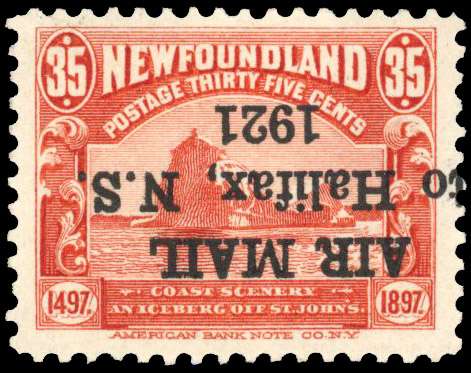 35 NEWFOUNDLAND 35
POSTAGE THIRTY FIVE CENTS
AIR MAIL
to Halifax, N.S.
1921
1497. COAST SCENERY 1897.
AN ICEBERG OFF ST. JOHN'S.
AMERICAN BANK NOTE CO. N.Y.